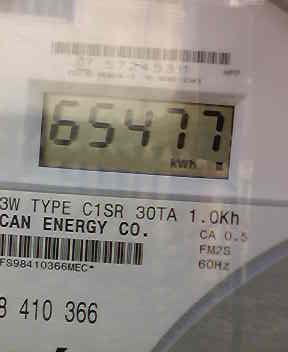 65477
kWh
3W TYPE C1SR 30TA 1.0Kh
CAN ENERGY CO.
CA 0.5
FM2S
60Hz
FS98410366MEC*
8 410 366